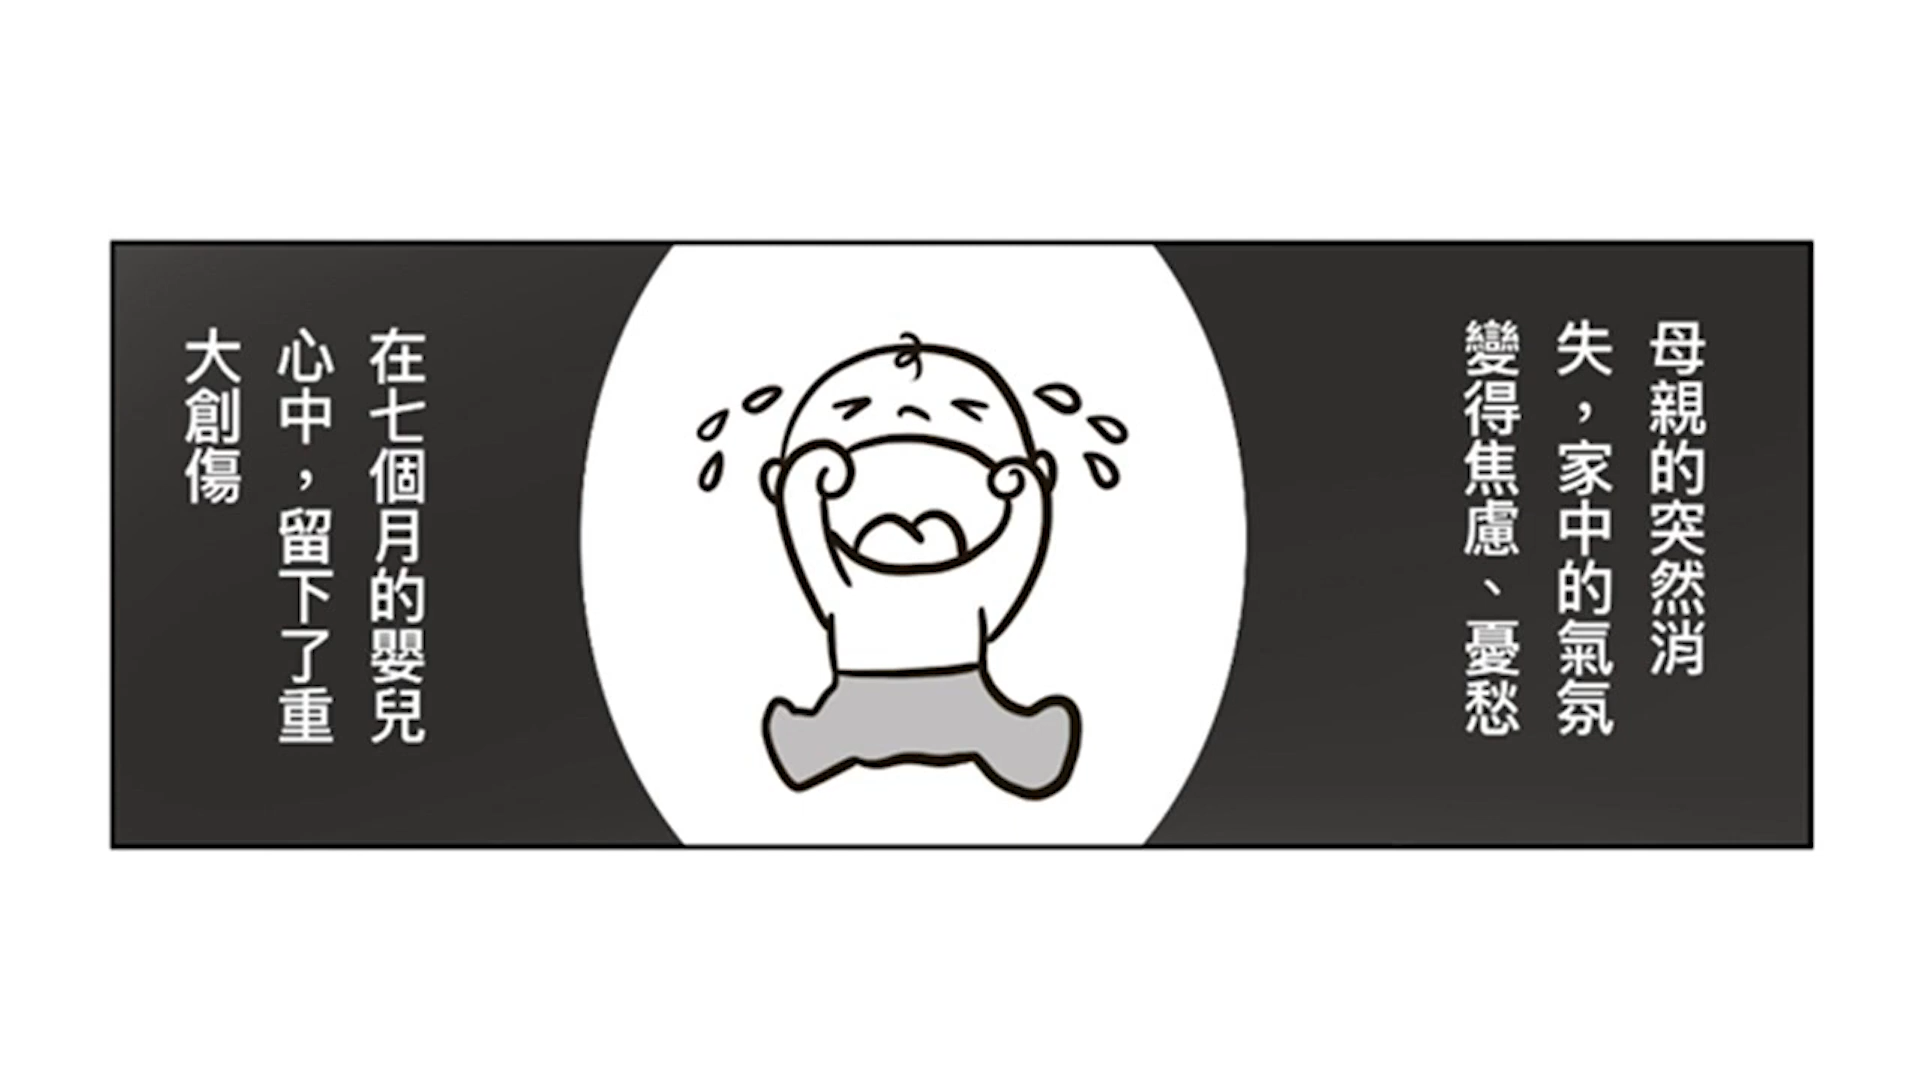 母親的突然消
失，家中的氣氛
變得焦慮、憂愁
在七個月的嬰兒
心中，留下了重
大創傷